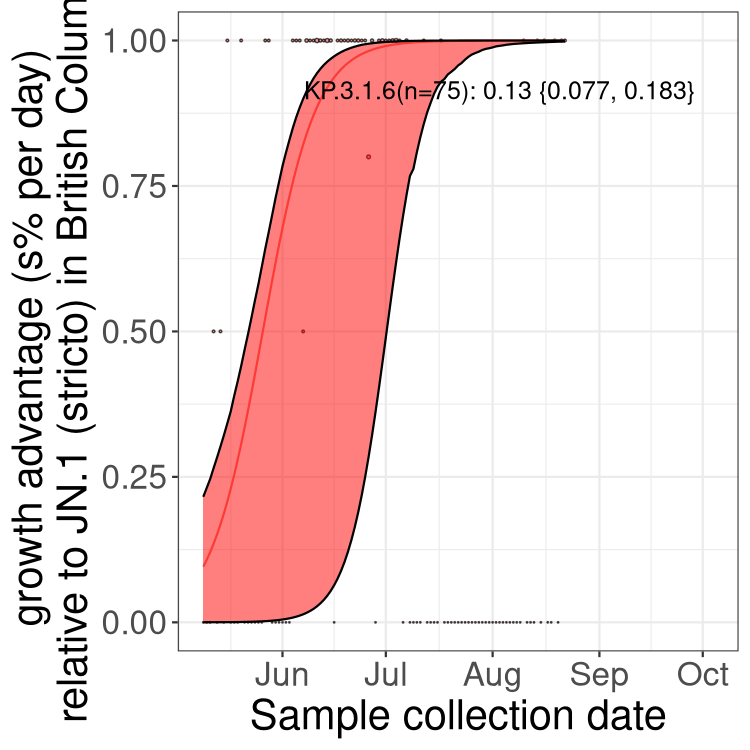 growth advantage (s% per day)
relative to JN.1 (stricto) in British Colum
1.00
0.75
0.50
0.25
0.00
KP.3.1.6(n=75): 0.13 {0.077, 0.183}
Jun Jul Aug Sep Oct
Sample collection date